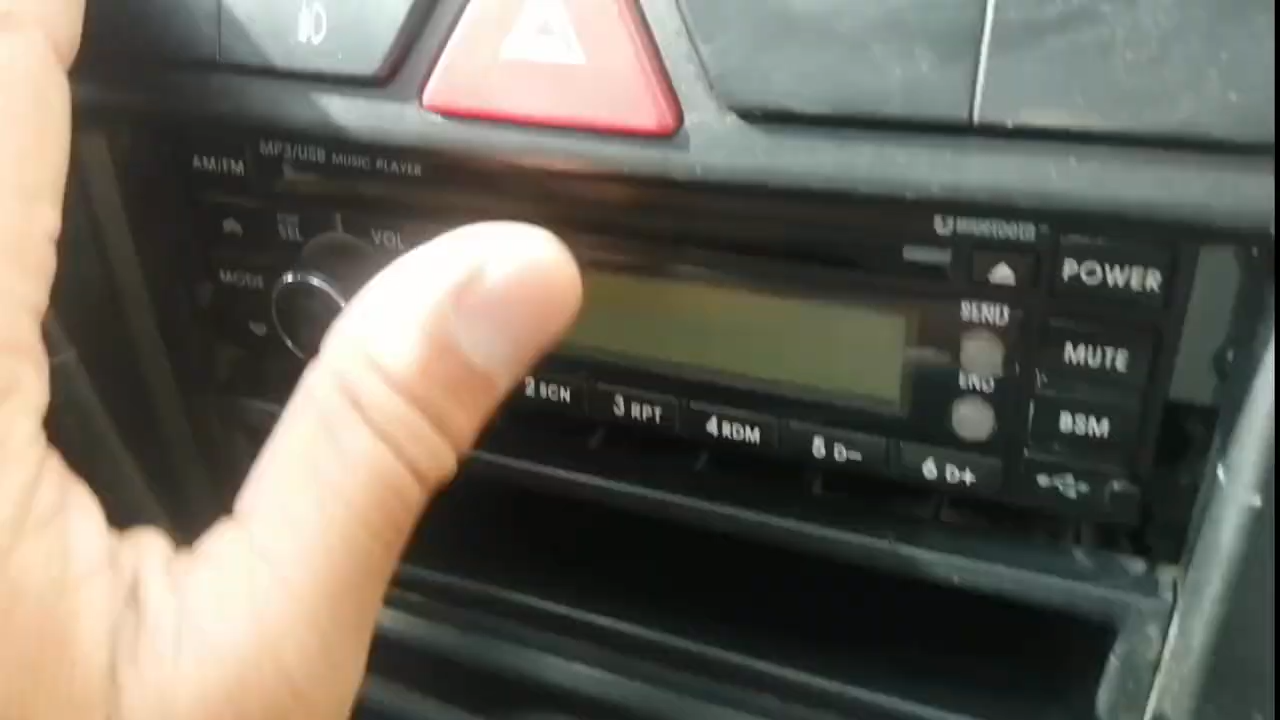 AM/FM
MP3/USB MUSIC PLAYER
Bluetooth
SEL
VOL
MODE
POWER
SEND
MUTE
END
BSM
2 SCN
3 RPT
4 RDM
5 D-
6 D+